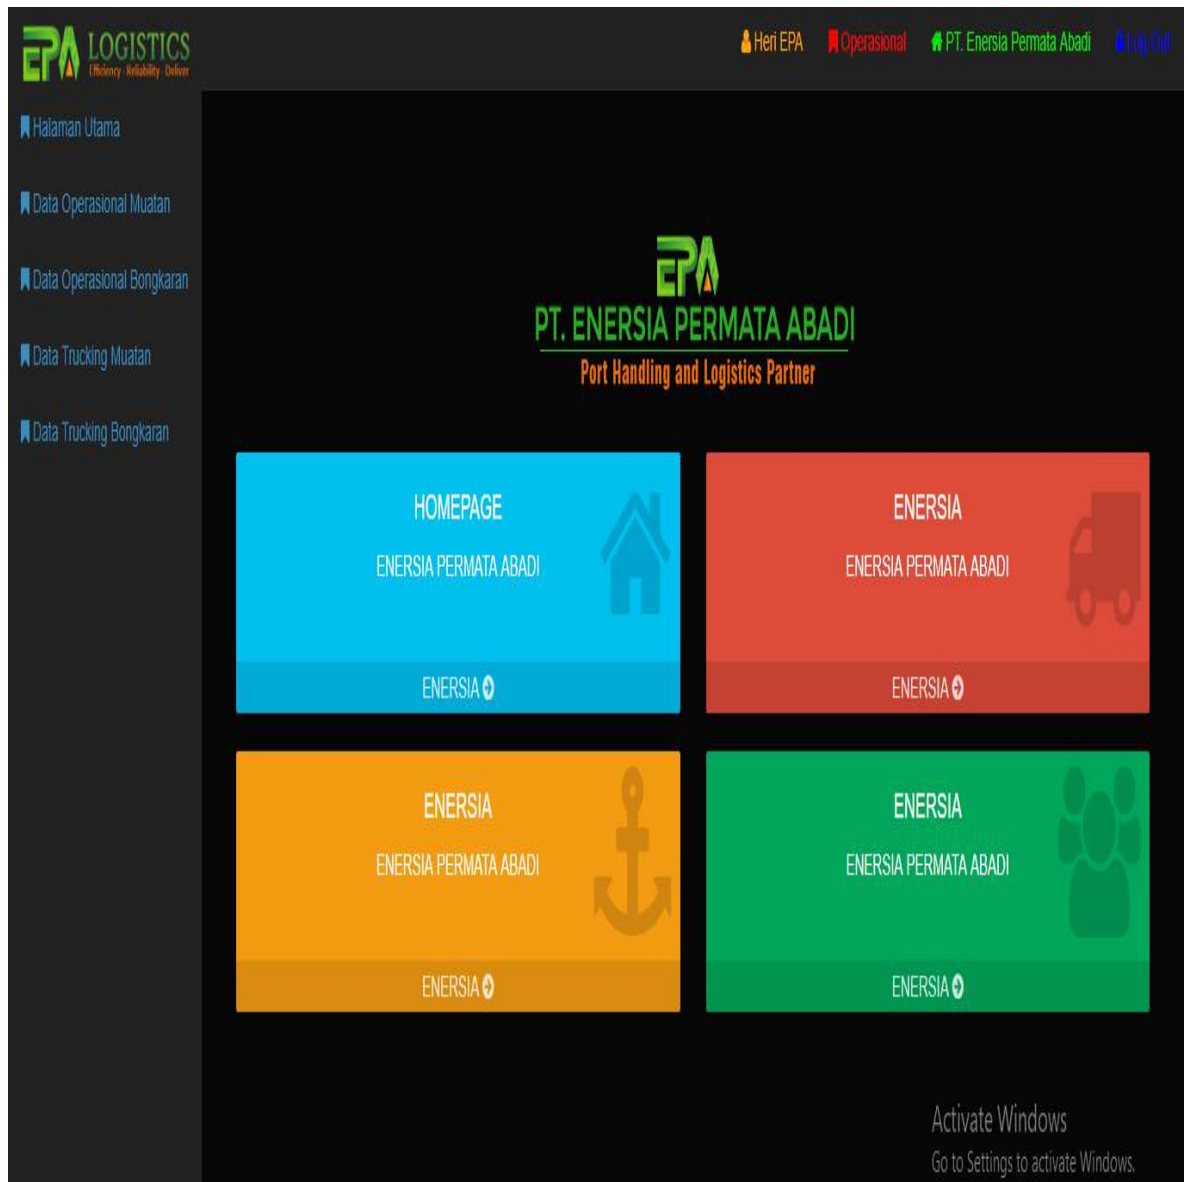 EPA LOGISTICS
Efficiency · Reliability · Deliver
Heri EPA Operasional PT. Enersia Permata Abadi Log Out
Halaman Utama
Data Operasional Muatan
Data Operasional Bongkaran
Data Trucking Muatan
Data Trucking Bongkaran
EPA
PT. ENERSIA PERMATA ABADI
Port Handling and Logistics Partner
HOMEPAGE
ENERSIA PERMATA ABADI
ENERSIA
ENERSIA
ENERSIA PERMATA ABADI
ENERSIA
ENERSIA
ENERSIA PERMATA ABADI
ENERSIA
ENERSIA
ENERSIA PERMATA ABADI
ENERSIA
Activate Windows
Go to Settings to activate Windows.